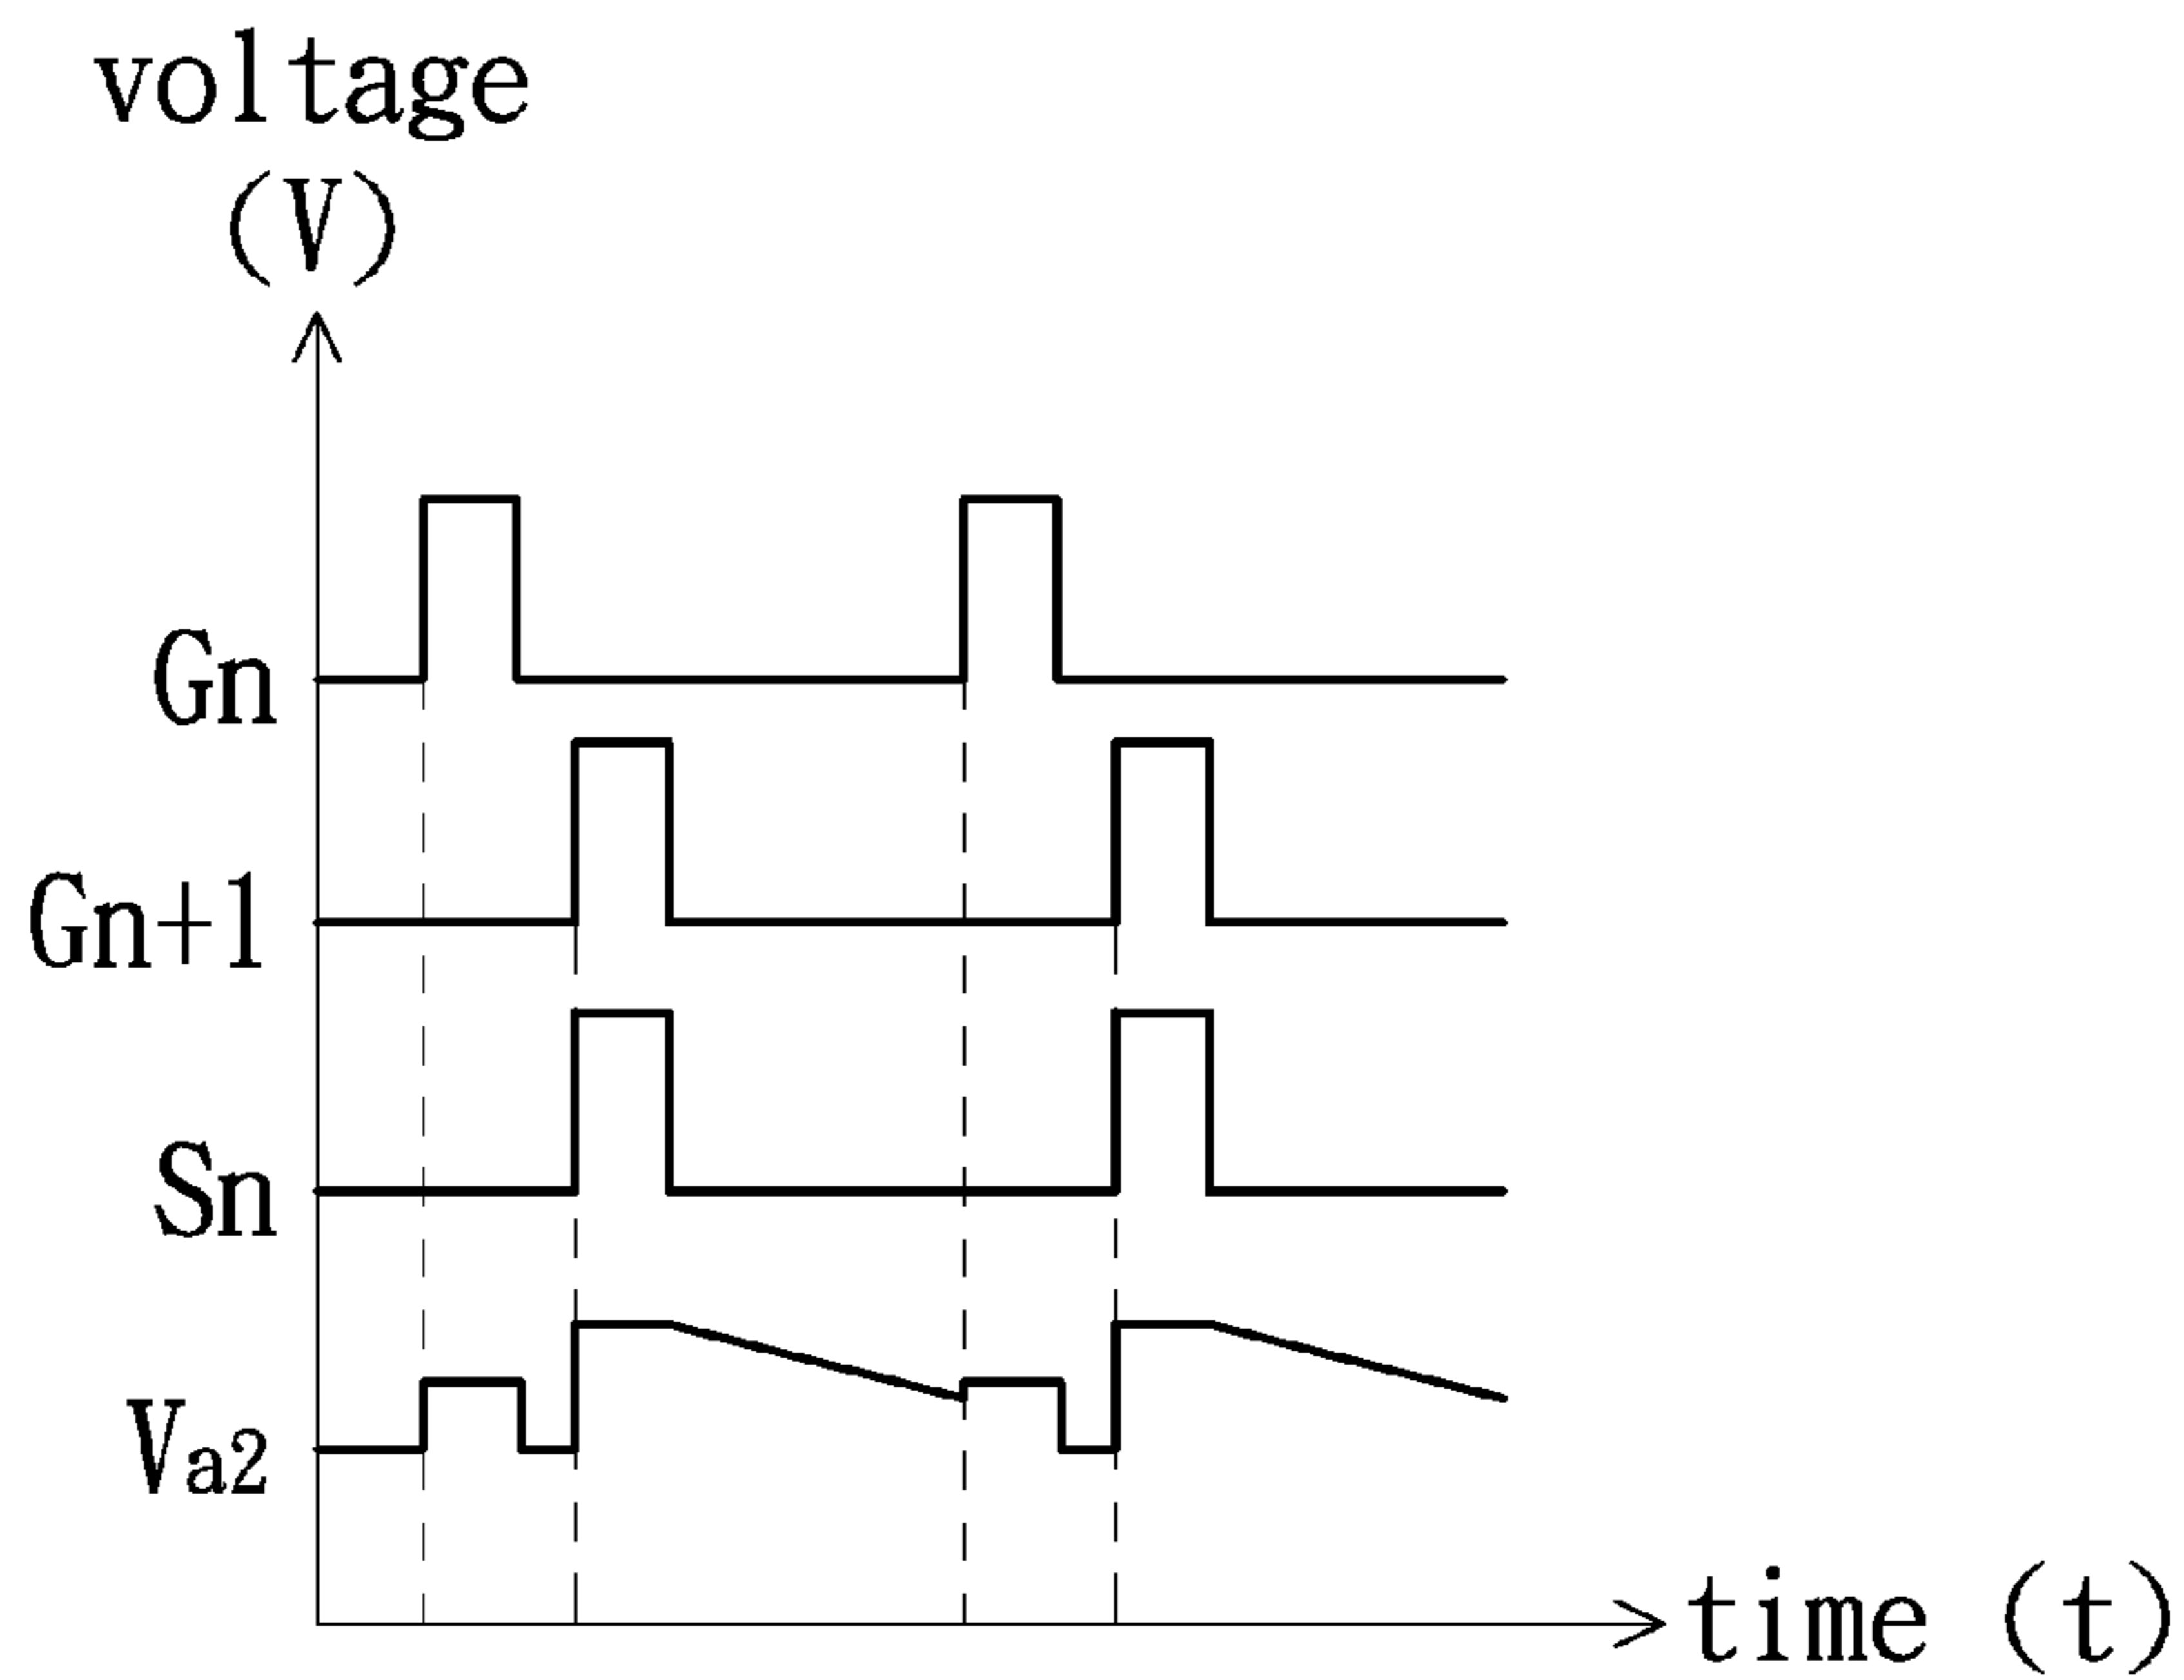 voltage
(V)
Gn
Gn+1
Sn
Va2
time (t)